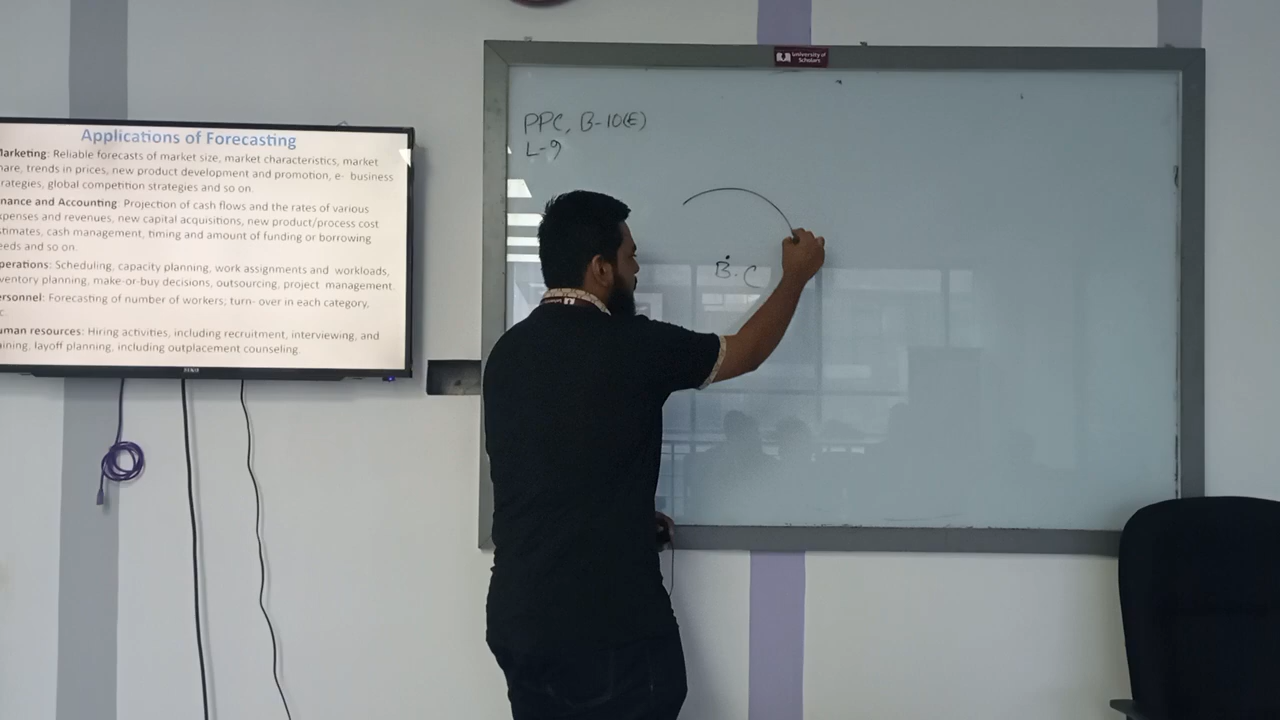 Applications of Forecasting
arketing: Reliable forecasts of market size, market characteristics, market
are, trends in prices, new product development and promotion, e- business
rategies, global competition strategies and so on.
nance and Accounting: Projection of cash flows and the rates of various
xpenses and revenues, new capital acquisitions, new product/process cost
timates, cash management, timing and amount of funding or borrowing
eeds and so on.
perations: Scheduling, capacity planning, work assignments and workloads,
ventory planning, make-or-buy decisions, outsourcing, project management.
ersonnel: Forecasting of number of workers; turn- over in each category,
c.
uman resources: Hiring activities, including recruitment, interviewing, and
aining, layoff planning, including outplacement counseling.
University of
Scholars
PPC, B-10(E)
L-9
B.C